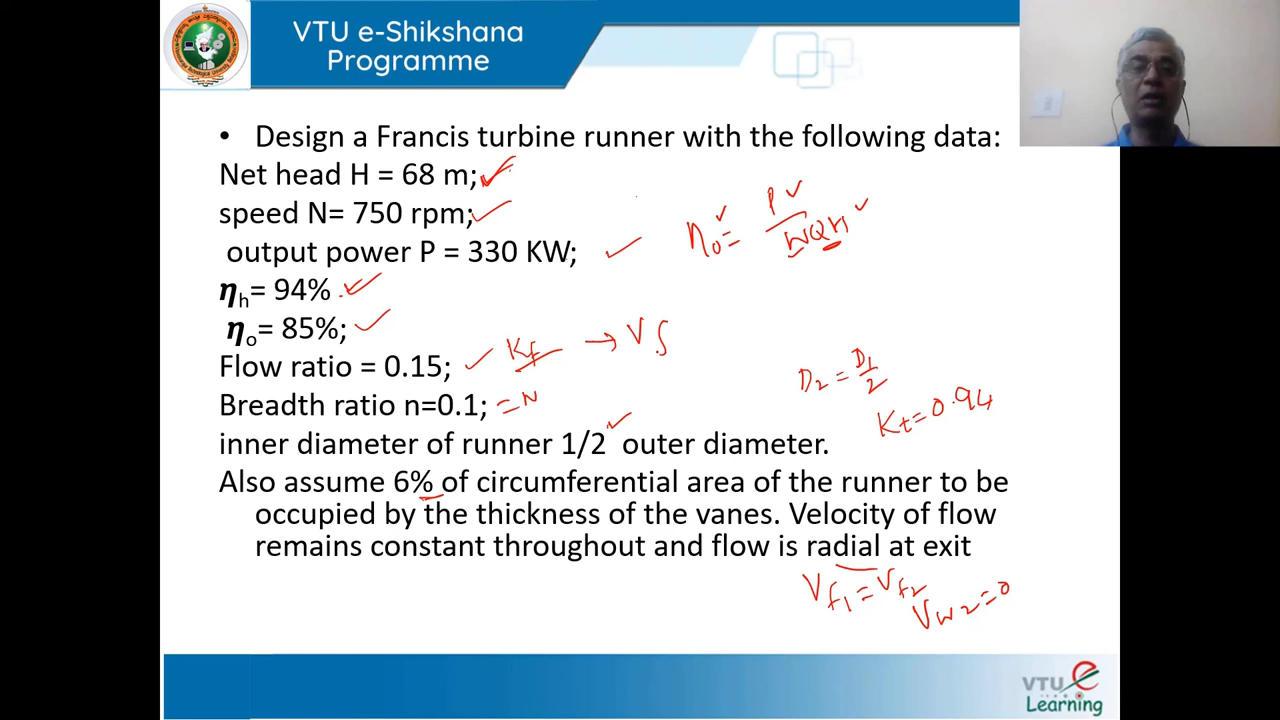 VTU e-Shikshana
Programme
• Design a Francis turbine runner with the following data:
Net head H = 68 m;
speed N= 750 rpm;
output power P = 330 KW;
ηh= 94%
ηo= 85%;
Flow ratio = 0.15;
Breadth ratio n=0.1;
inner diameter of runner 1/2 outer diameter.
Also assume 6% of circumferential area of the runner to be
occupied by the thickness of the vanes. Velocity of flow
remains constant throughout and flow is radial at exit
ηo = P
WQH
Kf → Vf
= N
D2 = D1/2
Kt = 0.94
Vf1 = Vf2
Vw2 = 0
VTU e
Learning